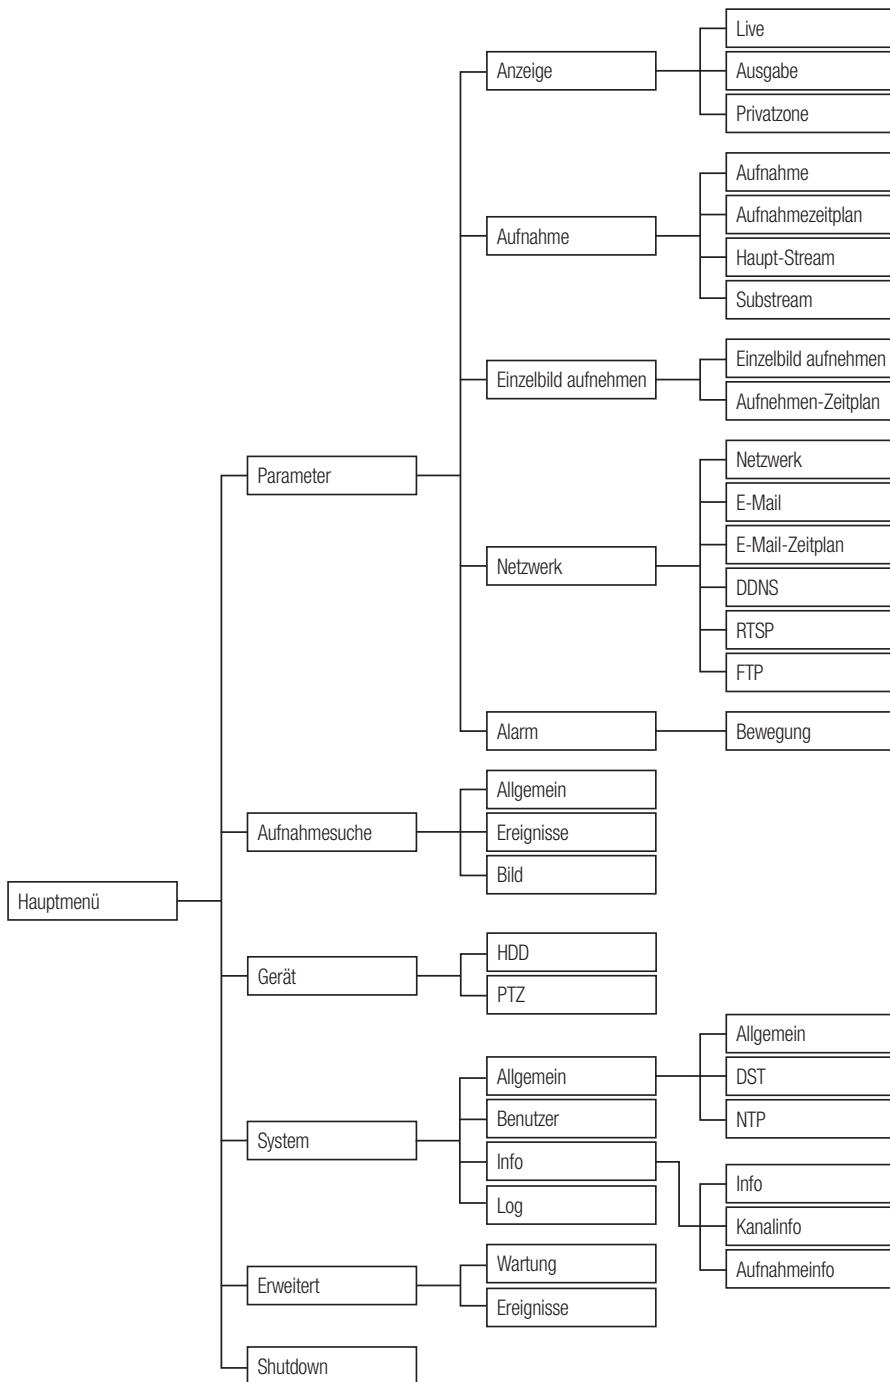 Live
Anzeige
Ausgabe
Privatzone
Aufnahme
Aufnahme
Aufnahmezeitplan
Haupt-Stream
Substream
Einzelbild aufnehmen
Einzelbild aufnehmen
Aufnehmen-Zeitplan
Parameter
Netzwerk
Netzwerk
E-Mail
E-Mail-Zeitplan
DDNS
RTSP
FTP
Alarm
Bewegung
Aufnahmesuche
Allgemein
Ereignisse
Bild
Hauptmenü
Gerät
HDD
PTZ
System
Allgemein
Allgemein
DST
NTP
Benutzer
Info
Info
Kanalinfo
Aufnahmeinfo
Log
Erweitert
Wartung
Ereignisse
Shutdown